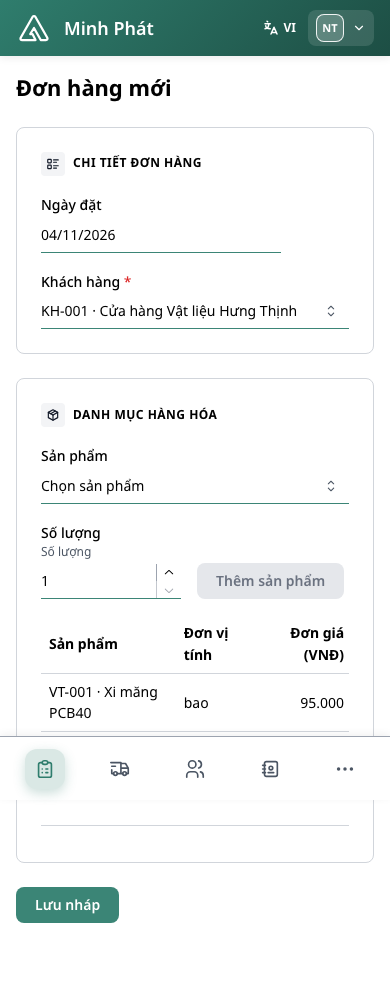 Minh Phát
VI
NT
Đơn hàng mới
CHI TIẾT ĐƠN HÀNG
Ngày đặt
04/11/2026
Khách hàng *
KH-001 · Cửa hàng Vật liệu Hưng Thịnh
DANH MỤC HÀNG HÓA
Sản phẩm
Chọn sản phẩm
Số lượng
Số lượng
1
Thêm sản phẩm
Sản phẩm
Đơn vị
tính
Đơn giá
(VNĐ)
VT-001 · Xi măng
PCB40
bao
95.000
Lưu nháp